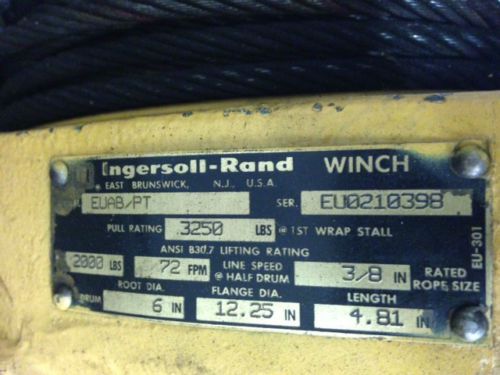 Ingersoll-Rand WINCH
EAST BRUNSWICK, N.J., U.S.A.
EUAB/PT SER. EU0210398
PULL RATING 3250 LBS @ 1ST WRAP STALL
ANSI B30.7 LIFTING RATING
2000 LBS 72 FPM LINE SPEED @ HALF DRUM 3/8 IN RATED ROPE SIZE
ROOT DIA. FLANGE DIA. LENGTH
DRUM 6 IN 12.25 IN 4.81 IN
EU-301